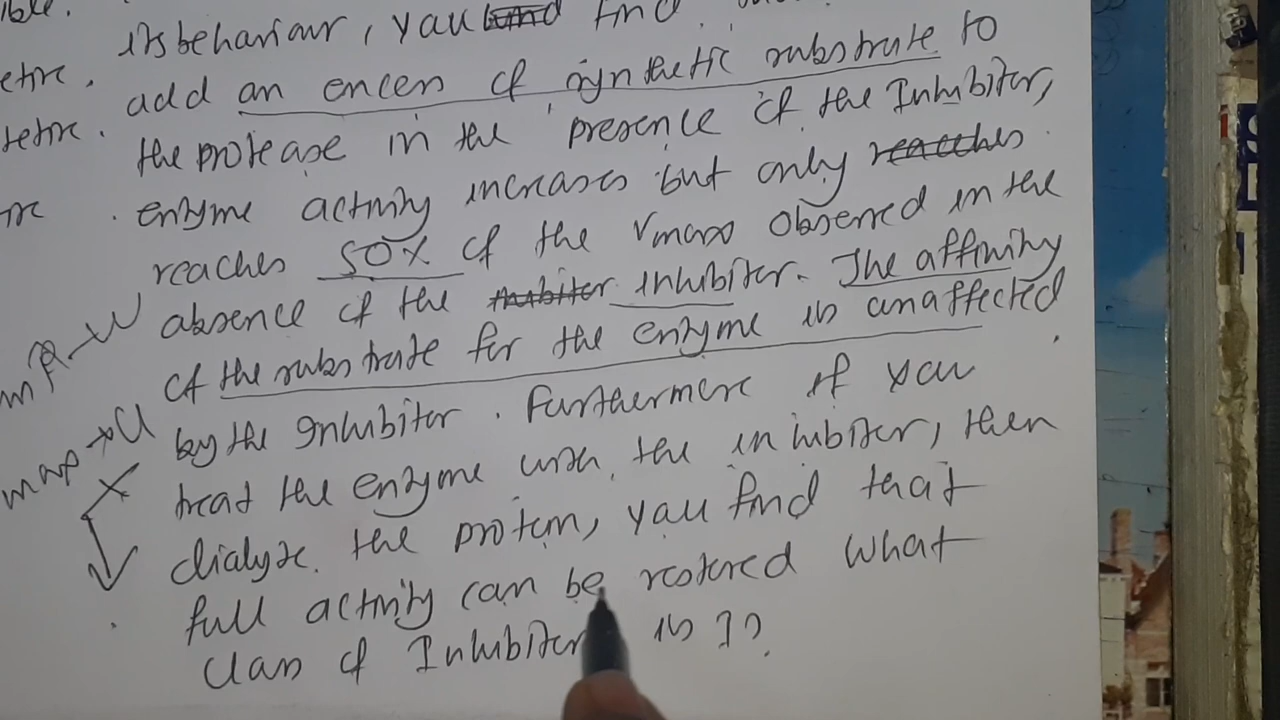 its behaviour, you find
add an excess of synthetic substrate to
the protease in the presence of the Inhibitor,
enzyme activity increases but only reaches
reaches 50% of the Vmax observed in the
absence of the inhibitor. The affinity
of the substrate for the enzyme is unaffected
by the Inhibitor. Furthermore if you
treat the enzyme with the inhibitor, then
dialyze the protein, you find that
full activity can be restored what
class of Inhibitor is I?